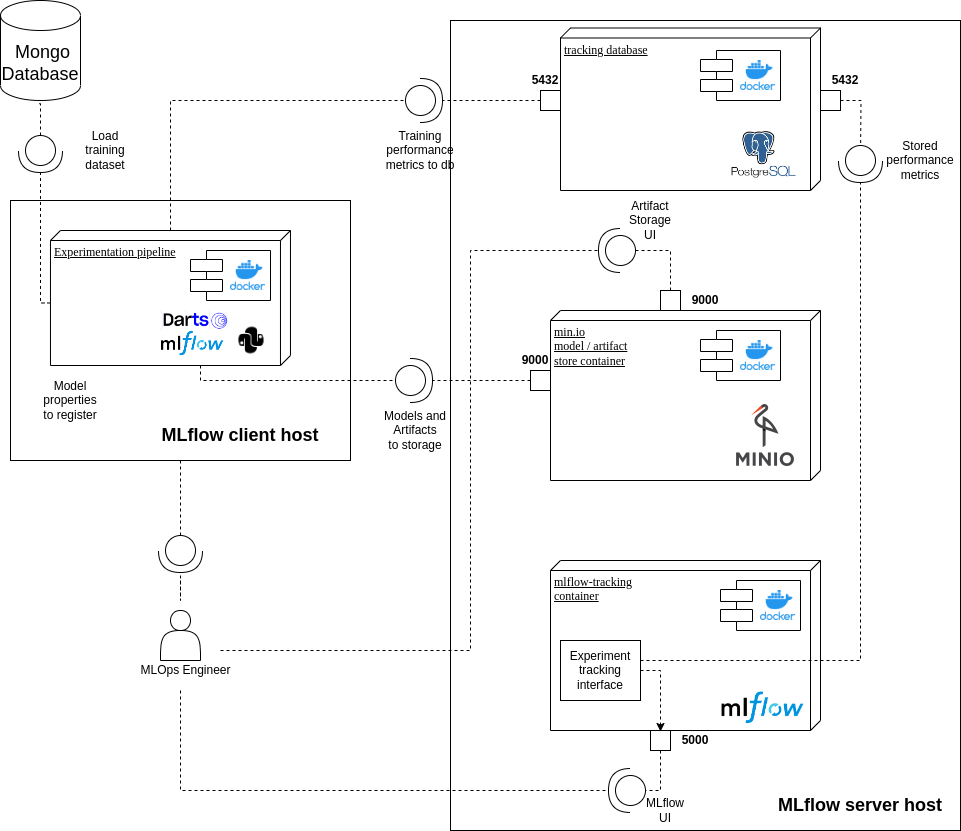 Mongo
Database
Load
training
dataset
Training
performance
metrics to db
5432
tracking database
docker
PostgreSQL
5432
Stored
performance
metrics
Experimentation pipeline
docker
Darts
mlflow
Model
properties
to register
MLflow client host
Artifact
Storage
UI
9000
9000
min.io
model / artifact
store container
docker
MINIO
Models and
Artifacts
to storage
MLOps Engineer
mlflow-tracking
container
docker
Experiment
tracking
interface
mlflow
5000
MLflow
UI
MLflow server host